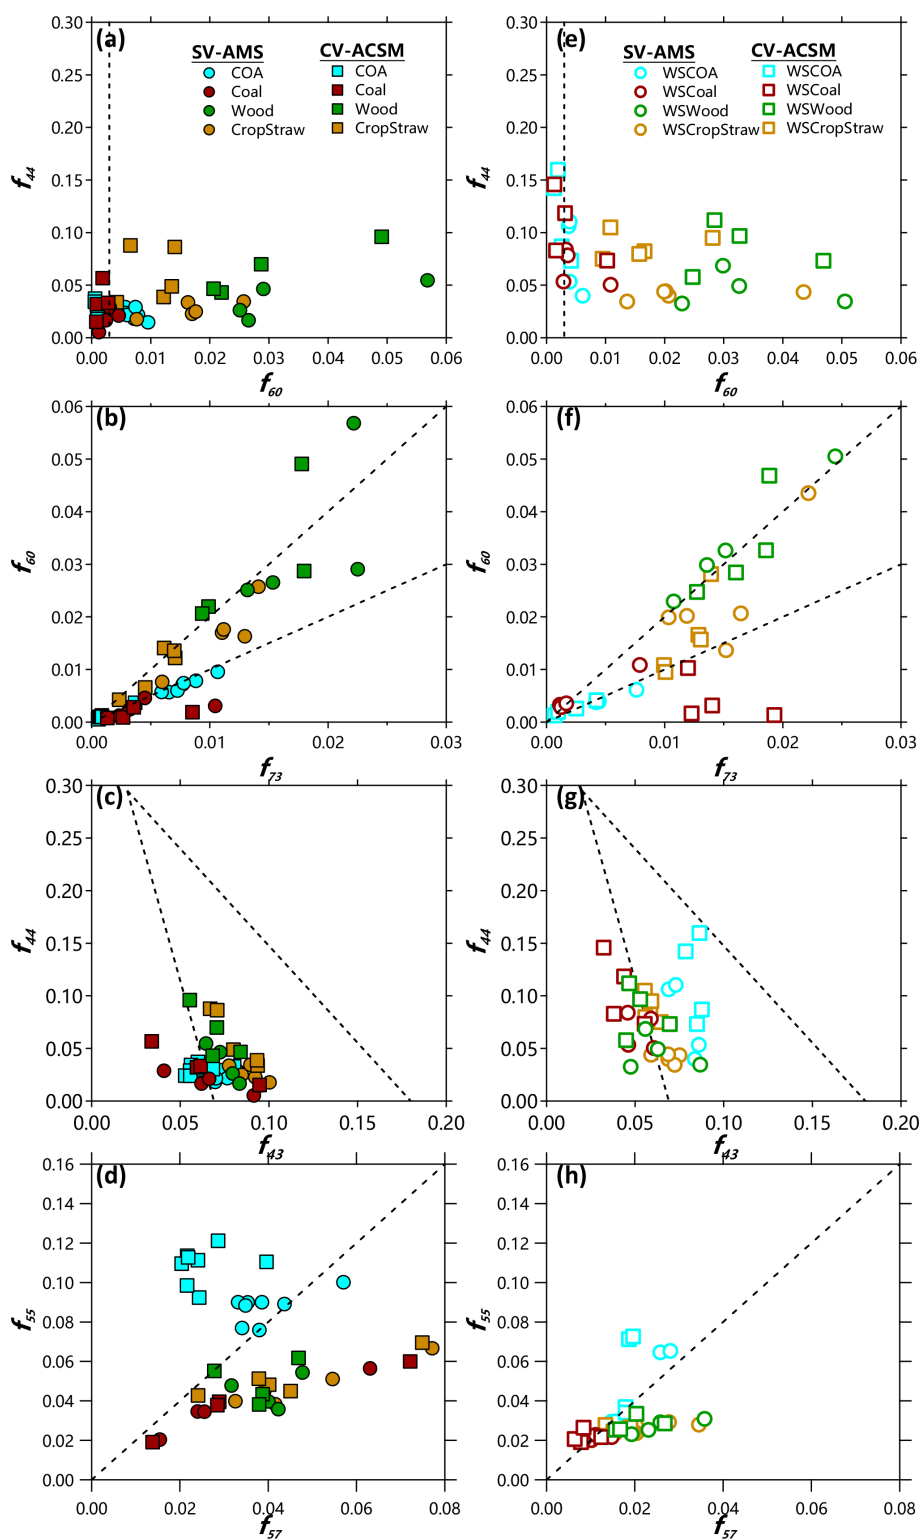 (a)
SV-AMS CV-ACSM
COA COA
Coal Coal
Wood Wood
CropStraw CropStraw
0.30
0.25
0.20
0.15
0.10
0.05
0.00
f44
0.00 0.01 0.02 0.03 0.04 0.05 0.06
f60
(e)
SV-AMS CV-ACSM
WSCOA WSCOA
WSCoal WSCoal
WSWood WSWood
WSCropStraw WSCropStraw
0.30
0.25
0.20
0.15
0.10
0.05
0.00
f44
0.00 0.01 0.02 0.03 0.04 0.05 0.06
f60
(b)
0.06
0.05
0.04
0.03
0.02
0.01
0.00
f60
0.00 0.01 0.02 0.03
f73
(f)
0.06
0.05
0.04
0.03
0.02
0.01
0.00
f60
0.00 0.01 0.02 0.03
f73
(c)
0.30
0.25
0.20
0.15
0.10
0.05
0.00
f44
0.00 0.05 0.10 0.15 0.20
f43
(g)
0.30
0.25
0.20
0.15
0.10
0.05
0.00
f44
0.00 0.05 0.10 0.15 0.20
f43
(d)
0.16
0.14
0.12
0.10
0.08
0.06
0.04
0.02
0.00
f55
0.00 0.02 0.04 0.06 0.08
f57
(h)
0.16
0.14
0.12
0.10
0.08
0.06
0.04
0.02
0.00
f55
0.00 0.02 0.04 0.06 0.08
f57